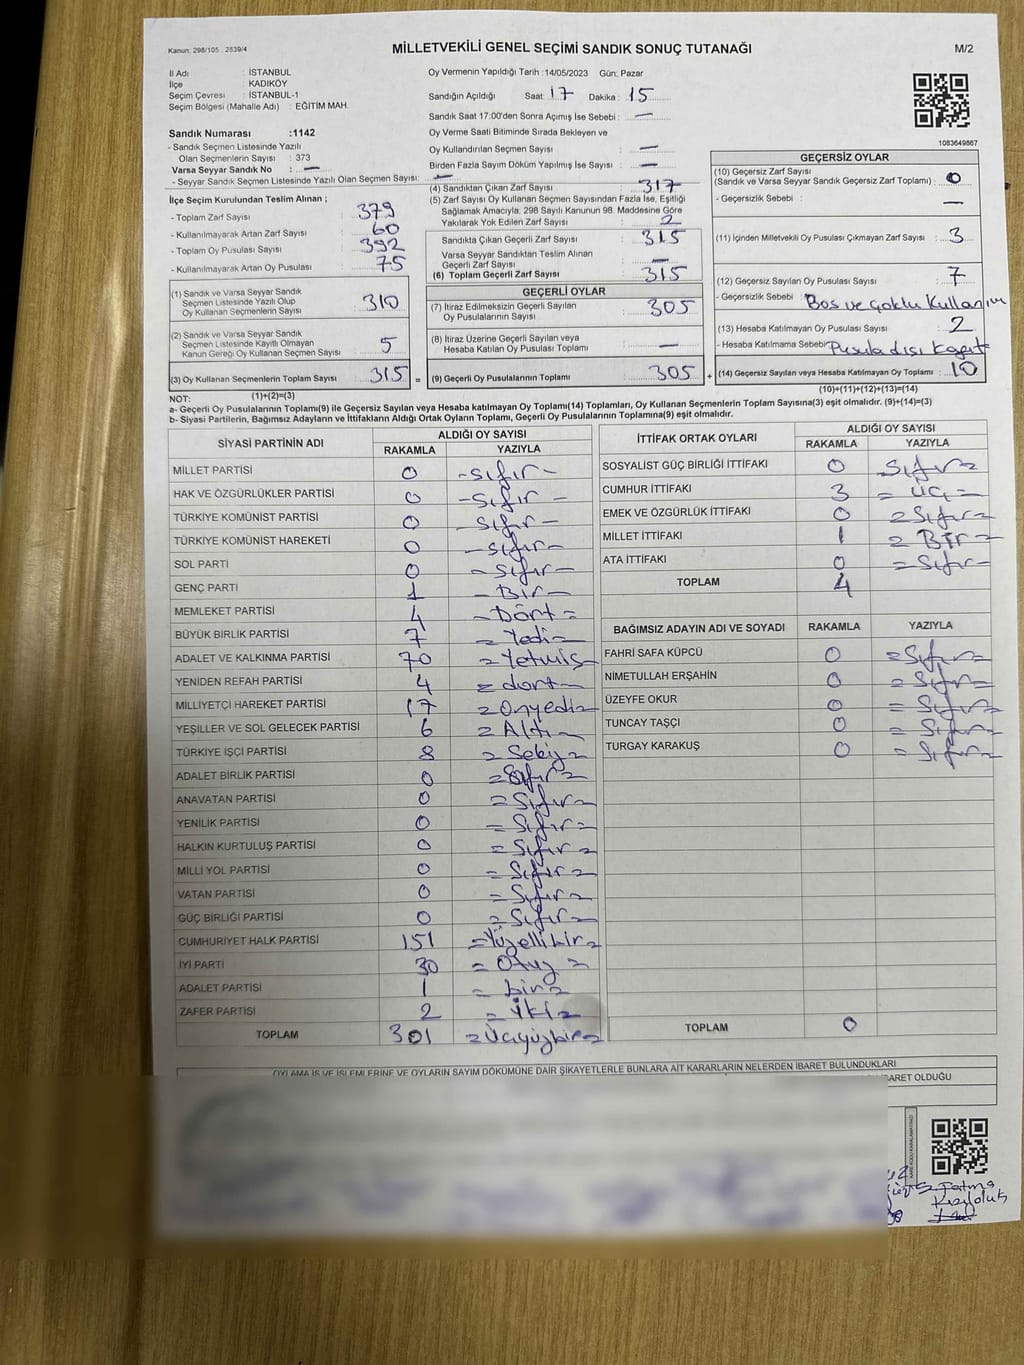 Kanun: 298/105 . 2839/4
MİLLETVEKİLİ GENEL SEÇİMİ SANDIK SONUÇ TUTANAĞI
M/2
İl Adı : İSTANBUL
İlçe : KADIKÖY
Seçim Çevresi : İSTANBUL-1
Seçim Bölgesi (Mahalle Adı) : EĞİTİM MAH.
Sandık Numarası :1142
- Sandık Seçmen Listesinde Yazılı
Olan Seçmenlerin Sayısı : 373
Varsa Seyyar Sandık No : —
- Seyyar Sandık Seçmen Listesinde Yazılı Olan Seçmen Sayısı: —
İlçe Seçim Kurulundan Teslim Alınan ;
- Toplam Zarf Sayısı : 379
- Kullanılmayarak Artan Zarf Sayısı : 60
- Toplam Oy Pusulası Sayısı : 392
- Kullanılmayarak Artan Oy Pusulası : 75
Oy Vermenin Yapıldığı Tarih :14/05/2023 Gün: Pazar
Sandığın Açıldığı Saat: 17 Dakika : 15
Sandık Saat 17:00'den Sonra Açımış İse Sebebi : —
Oy Verme Saati Bitiminde Sırada Bekleyen ve
Oy Kullandırılan Seçmen Sayısı : —
Birden Fazla Sayım Döküm Yapılmış İse Sayısı : —
(4) Sandıktan Çıkan Zarf Sayısı : 317
(5) Zarf Sayısı Oy Kullanan Seçmen Sayısından Fazla İse, Eşitliği
Sağlamak Amacıyla, 298 Sayılı Kanunun 98. Maddesine Göre
Yakılarak Yok Edilen Zarf Sayısı : 2
Sandıkta Çıkan Geçerli Zarf Sayısı : 315
Varsa Seyyar Sandıktan Teslim Alınan
Geçerli Zarf Sayısı : —
(6) Toplam Geçerli Zarf Sayısı : 315
1083649867
GEÇERSİZ OYLAR
(10) Geçersiz Zarf Sayısı
(Sandık ve Varsa Seyyar Sandık Geçersiz Zarf Toplamı) : 0
- Geçersizlik Sebebi : —
(11) İçinden Milletvekili Oy Pusulası Çıkmayan Zarf Sayısı : 3
(12) Geçersiz Sayılan Oy Pusulası Sayısı : 7
- Geçersizlik Sebebi : Boş ve Çoklu Kullanım
(13) Hesaba Katılmayan Oy Pusulası Sayısı : 2
- Hesaba Katılmama Sebebi: Pusula dışı Kağıt
(14) Geçersiz Sayılan veya Hesaba Katılmayan Oy Toplamı : 10
(10)+(11)+(12)+(13)=(14)
(1) Sandık ve Varsa Seyyar Sandık
Seçmen Listesinde Yazılı Olup
Oy Kullanan Seçmenlerin Sayısı : 310
(2) Sandık ve Varsa Seyyar Sandık
Seçmen Listesinde Kayıtlı Olmayan
Kanun Gereği Oy Kullanan Seçmen Sayısı : 5
(3) Oy Kullanan Seçmenlerin Toplam Sayısı : 315 =
(1)+(2)=(3)
GEÇERLİ OYLAR
(7) İtiraz Edilmeksizin Geçerli Sayılan
Oy Pusulalarının Sayısı : 305
(8) İtiraz Üzerine Geçerli Sayılan veya
Hesaba Katılan Oy Pusulası Toplamı : —
(9) Geçerli Oy Pusulalarının Toplamı : 305 +
NOT:
a- Geçerli Oy Pusulalarının Toplamı(9) ile Geçersiz Sayılan veya Hesaba katılmayan Oy Toplamı(14) Toplamları, Oy Kullanan Seçmenlerin Toplam Sayısına(3) eşit olmalıdır. (9)+(14)=(3)
b- Siyasi Partilerin, Bağımsız Adayların ve İttifakların Aldığı Oyların Toplamı, Geçerli Oy Pusulalarının Toplamına(9) eşit olmalıdır.
SİYASİ PARTİNİN ADI ALDIĞI OY SAYISI
RAKAMLA YAZIYLA
MİLLET PARTİSİ 0 -Sıfır-
HAK VE ÖZGÜRLÜKLER PARTİSİ 0 -Sıfır-
TÜRKİYE KOMÜNİST PARTİSİ 0 -Sıfır-
TÜRKİYE KOMÜNİST HAREKETİ 0 -Sıfır-
SOL PARTİ 0 -Sıfır-
GENÇ PARTİ 1 -Bir-
MEMLEKET PARTİSİ 4 -Dört=
BÜYÜK BİRLİK PARTİSİ 7 =Yedi=
ADALET VE KALKINMA PARTİSİ 70 =Yetmiş=
YENİDEN REFAH PARTİSİ 4 =dört=
MİLLİYETÇİ HAREKET PARTİSİ 17 =Onyedi=
YEŞİLLER VE SOL GELECEK PARTİSİ 6 =Altı=
TÜRKİYE İŞÇİ PARTİSİ 8 =Sekiz=
ADALET BİRLİK PARTİSİ 0 =Sıfır=
ANAVATAN PARTİSİ 0 =Sıfır=
YENİLİK PARTİSİ 0 =Sıfır=
HALKIN KURTULUŞ PARTİSİ 0 =Sıfır=
MİLLİ YOL PARTİSİ 0 =Sıfır=
VATAN PARTİSİ 0 =Sıfır=
GÜÇ BİRLİĞİ PARTİSİ 0 =Sıfır=
CUMHURİYET HALK PARTİSİ 151 =Yüzellibir=
İYİ PARTİ 30 =Otuz=
ADALET PARTİSİ 1 =bir=
ZAFER PARTİSİ 2 =İki=
TOPLAM 301 =Üçyüzbir=
İTTİFAK ORTAK OYLARI ALDIĞI OY SAYISI
RAKAMLA YAZIYLA
SOSYALİST GÜÇ BİRLİĞİ İTTİFAKI 0 Sıfır=
CUMHUR İTTİFAKI 3 =Üç=
EMEK VE ÖZGÜRLÜK İTTİFAKI 0 =Sıfır=
MİLLET İTTİFAKI 1 =Bir=
ATA İTTİFAKI 0 =Sıfır=
TOPLAM 4
BAĞIMSIZ ADAYIN ADI VE SOYADI RAKAMLA YAZIYLA
FAHRİ SAFA KÜPCÜ 0 =Sıfır=
NİMETULLAH ERŞAHİN 0 =Sıfır=
ÜZEYFE OKUR 0 =Sıfır=
TUNCAY TAŞÇI 0 =Sıfır=
TURGAY KARAKUŞ 0 =Sıfır=
TOPLAM 0
OYLAMA İŞ VE İŞLEMLERİNE VE OYLARIN SAYIM DÖKÜMÜNE DAİR ŞİKAYETLERLE BUNLARA AİT KARARLARIN NELERDEN İBARET BULUNDUKLARI
BARET OLDUĞU
Fatma